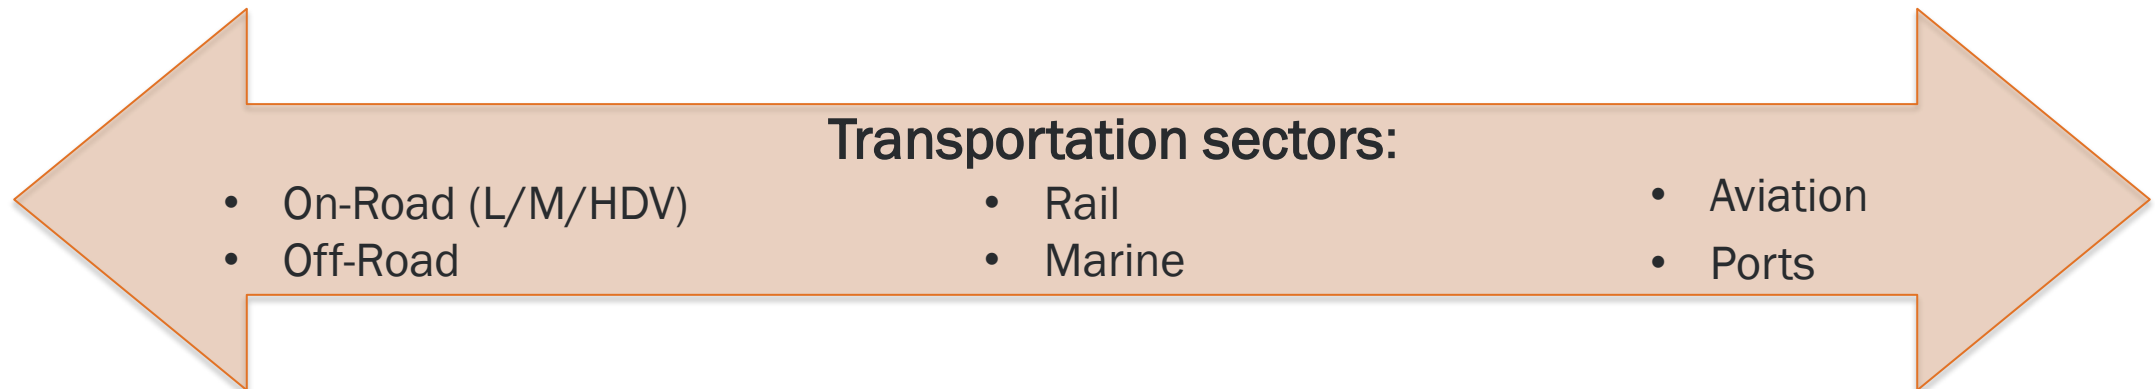 Transportation sectors:
• On-Road (L/M/HDV)
• Off-Road
• Rail
• Marine
• Aviation
• Ports